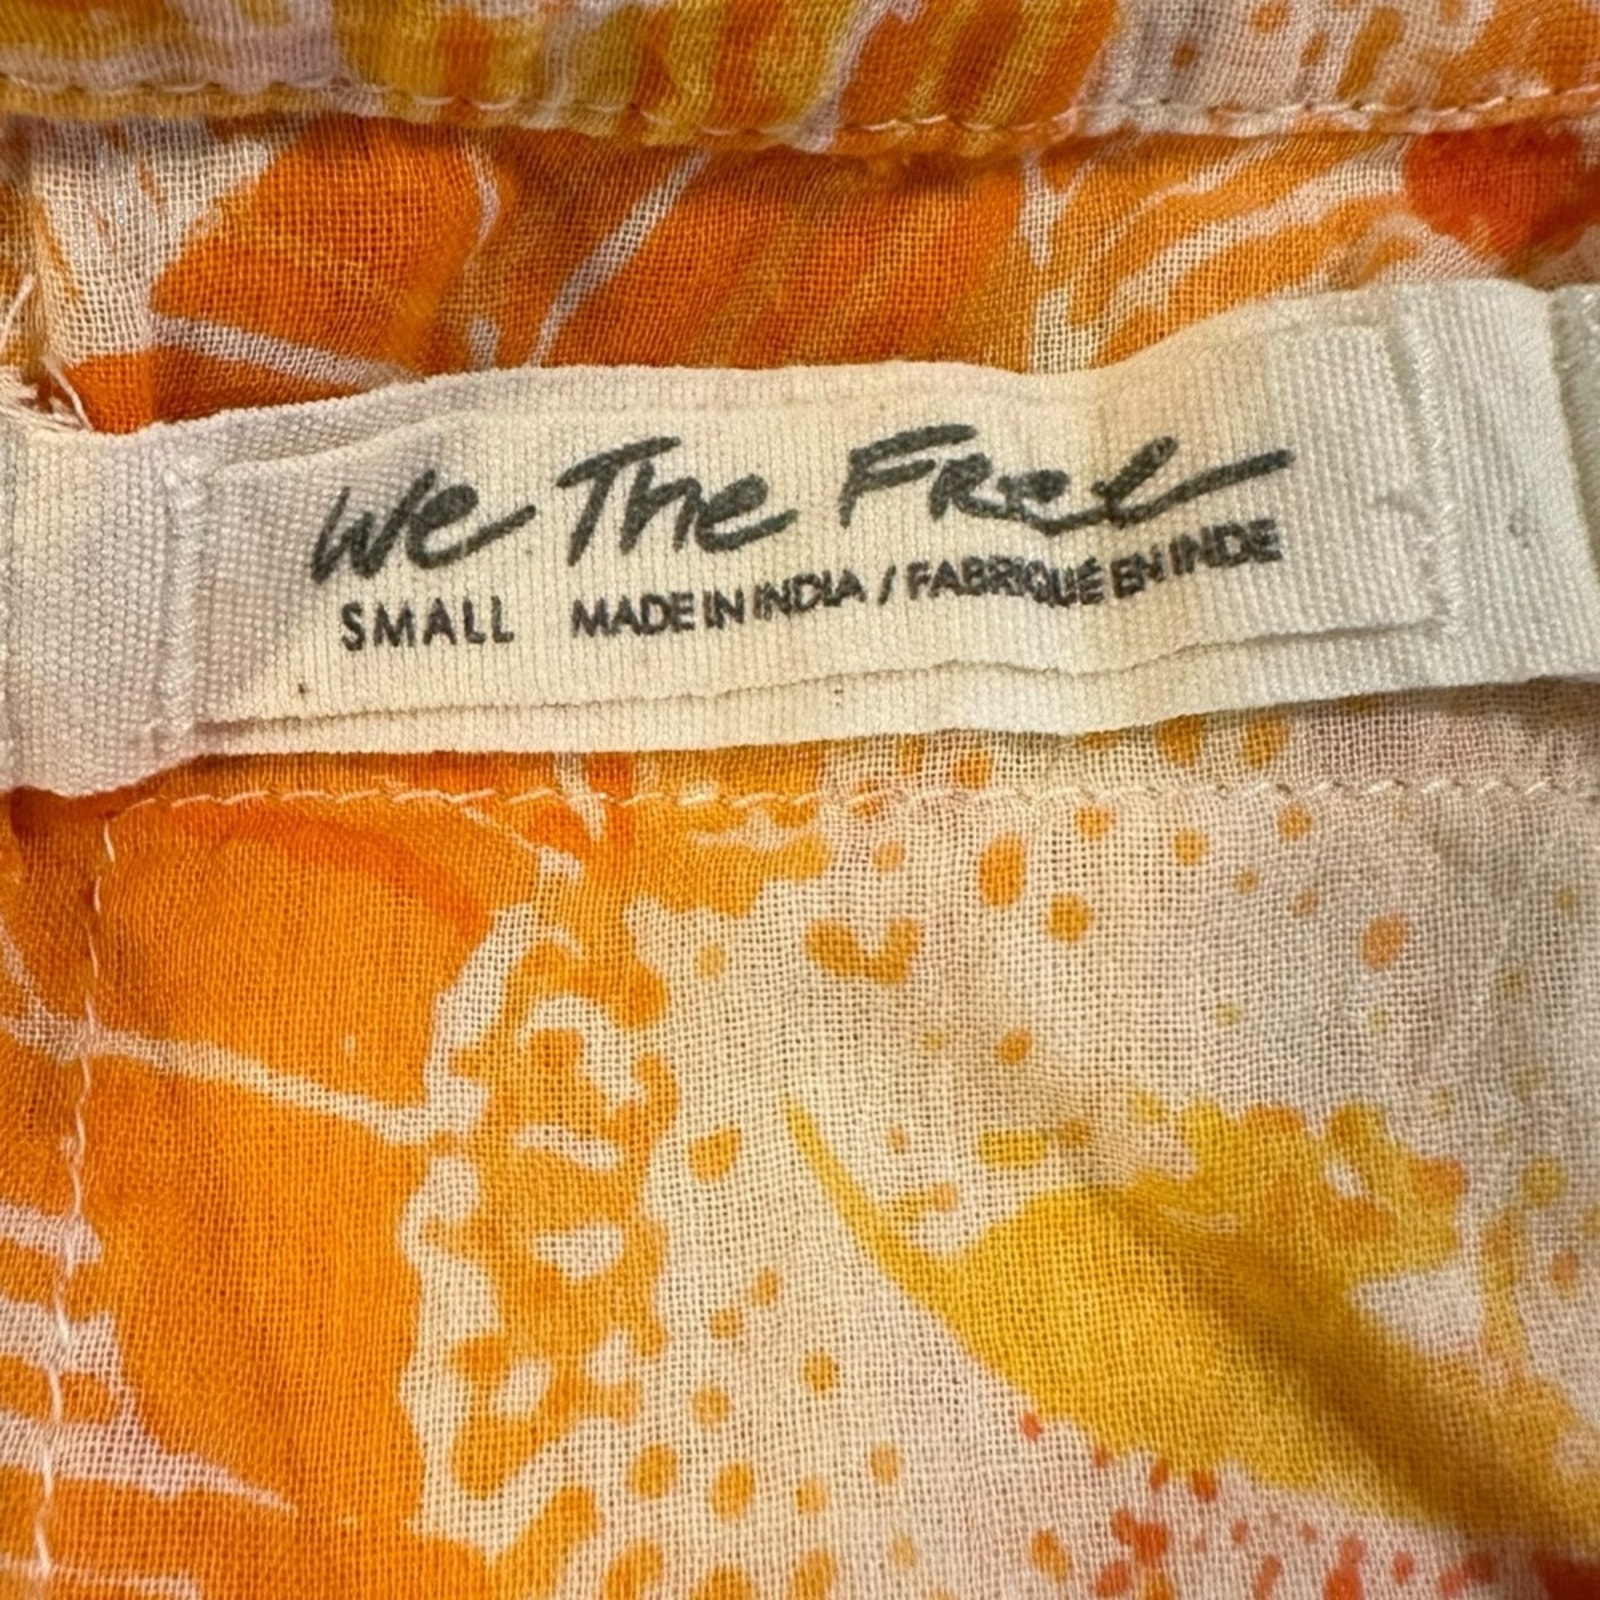 We The Free
SMALL MADE IN INDIA / FABRIQUÉ EN INDE